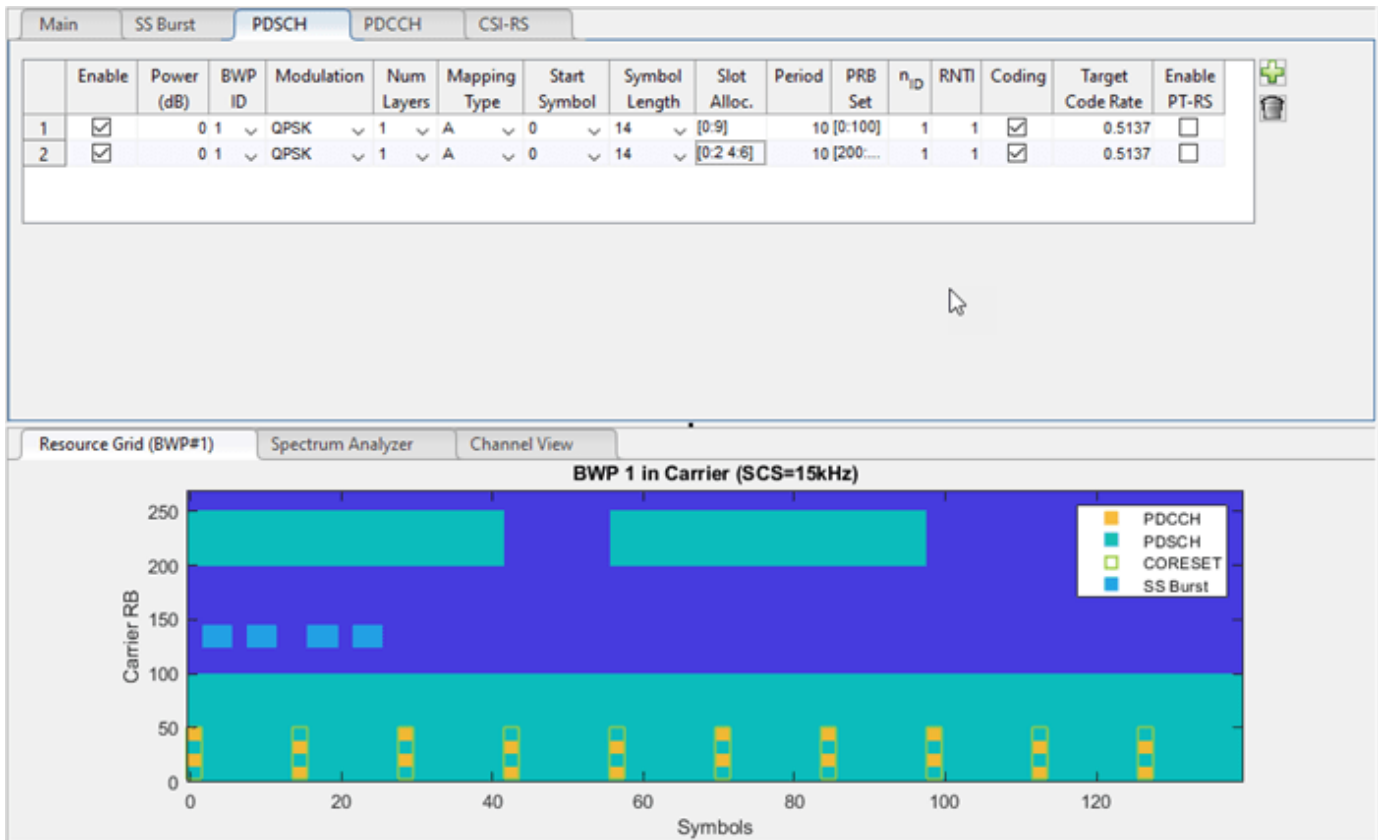 Main SS Burst PDSCH PDCCH CSI-RS
Enable Power (dB) BWP ID Modulation Num Layers Mapping Type Start Symbol Symbol Length Slot Alloc. Period PRB Set nID RNTI Coding Target Code Rate Enable PT-RS
1 0 1 QPSK 1 A 0 14 [0:9] 10 [0:100] 1 1 0.5137
2 0 1 QPSK 1 A 0 14 [0:2 4:6] 10 [200:... 1 1 0.5137
Resource Grid (BWP#1) Spectrum Analyzer Channel View
BWP 1 in Carrier (SCS=15kHz)
250
200
150
100
50
0
Carrier RB
PDCCH
PDSCH
CORESET
SS Burst
0 20 40 60 80 100 120
Symbols